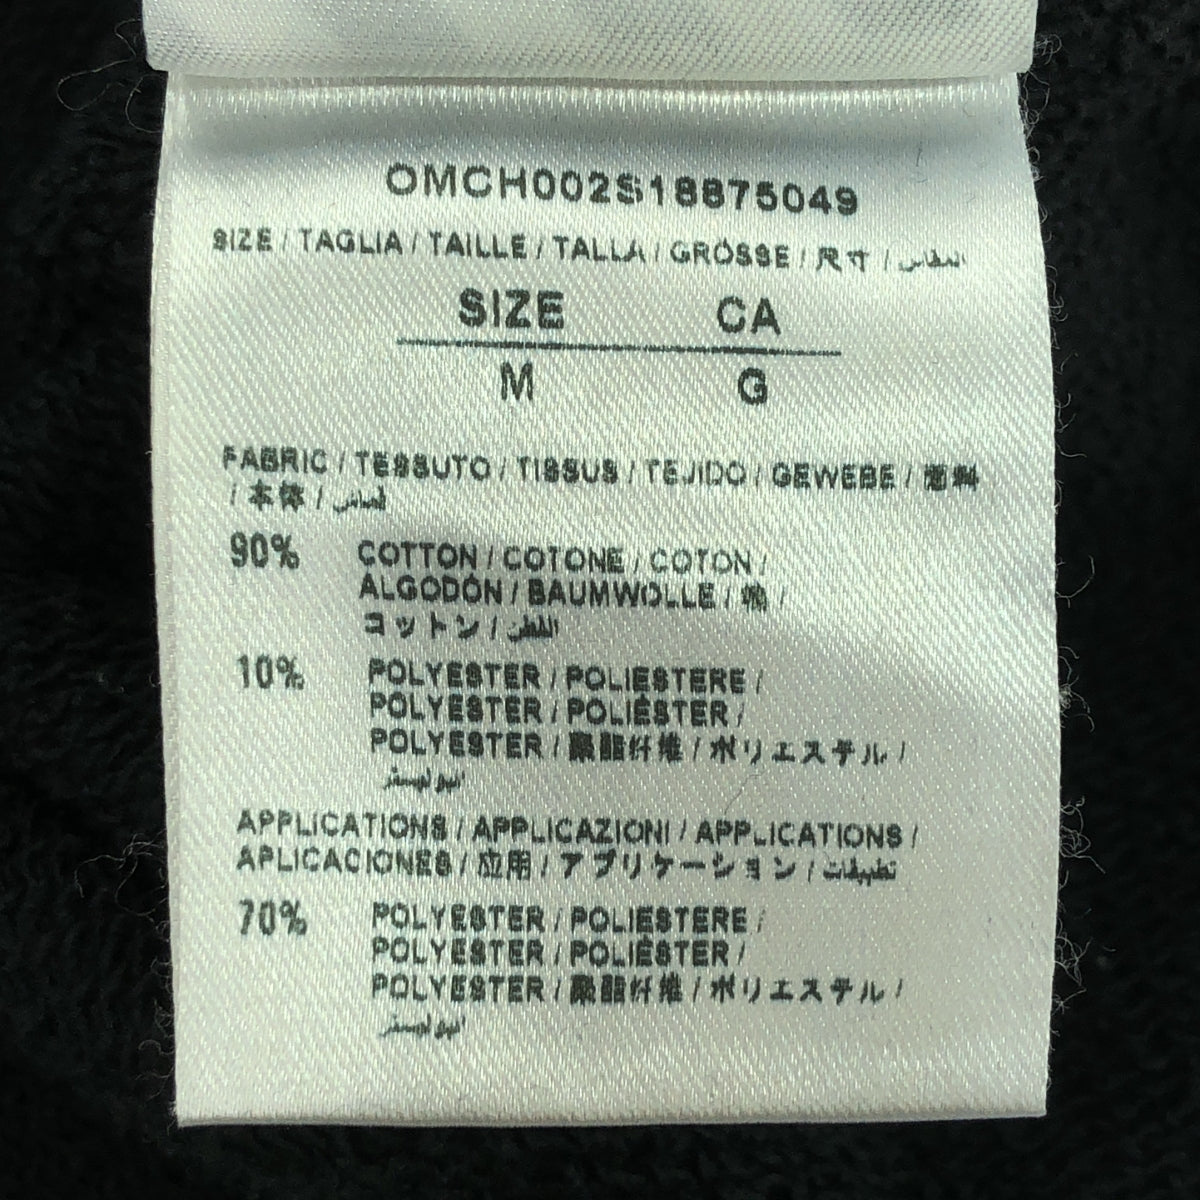 OMCH002S18875049
SIZE / TAGLIA / TAILLE / TALLA / GRÖSSE / 尺寸 / المقاس
SIZE CA
M G
FABRIC / TESSUTO / TISSUS / TEJIDO / GEWEBE / 面料
/ 本体 / قماش
90% COTTON / COTONE / COTON /
ALGODÓN / BAUMWOLLE / 棉 /
コットン / القطن
10% POLYESTER / POLIESTERE /
POLYESTER / POLIÉSTER /
POLYESTER / 聚酯纤维 / ポリエステル /
البوليستر
APPLICATIONS / APPLICAZIONI / APPLICATIONS /
APLICACIONES / 应用 / アプリケーション / تطبيقات
70% POLYESTER / POLIESTERE /
POLYESTER / POLIÉSTER /
POLYESTER / 聚酯纤维 / ポリエステル /
البوليستر